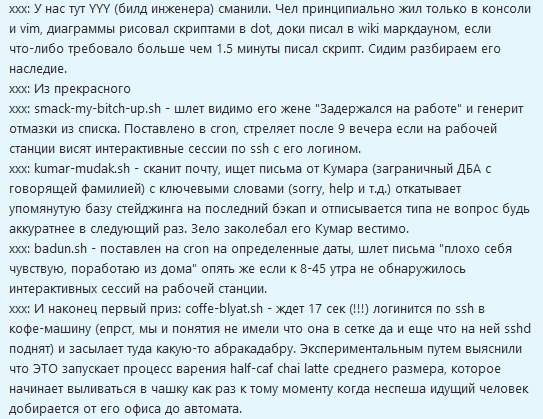 xxx: У нас тут YYY (билд инженера) сманили. Чел принципиально жил только в консоли
и vim, диаграммы рисовал скриптами в dot, доки писал в wiki маркдауном, если
что-либо требовало больше чем 1.5 минуты писал скрипт. Сидим разбираем его
наследие.
xxx: Из прекрасного
xxx: smack-my-bitch-up.sh - шлет видимо его жене "Задержался на работе" и генерит
отмазки из списка. Поставлено в cron, стреляет после 9 вечера если на рабочей
станции висят интерактивные сессии по ssh с его логином.
xxx: kumar-mudak.sh - сканит почту, ищет письма от Кумара (заграничный ДБА с
говорящей фамилией) с ключевыми словами (sorry, help и т.д.) откатывает
упомянутую базу стейджинга на последний бэкап и отписывается типа не вопрос будь
аккуратнее в следующий раз. Зело заколебал его Кумар вестимо.
xxx: badun.sh - поставлен на cron на определенные даты, шлет письма "плохо себя
чувствую, поработаю из дома" опять же если к 8-45 утра не обнаружилось
интерактивных сессий на рабочей станции.
xxx: И наконец первый приз: coffe-blyat.sh - ждет 17 сек (!!!) логинится по ssh в
кофе-машину (епрст, мы и понятия не имели что она в сетке да и еще что на ней sshd
поднят) и засылает туда какую-то абракадабру. Экспериментальным путем выяснили
что ЭТО запускает процесс варения half-caf chai latte среднего размера, которое
начинает выливаться в чашку как раз к тому моменту когда неспеша идущий человек
добирается от его офиса до автомата.